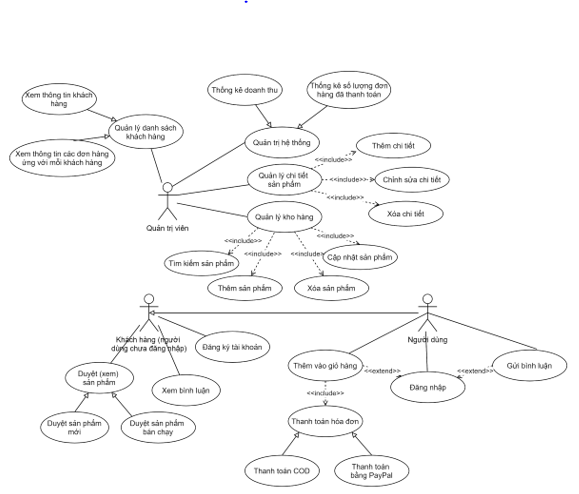 Thống kê doanh thu
Thống kê số lượng đơn
hàng đã thanh toán
Xem thông tin khách
hàng
Quản lý danh sách
khách hàng
Xem thông tin các đơn hàng
ứng với mỗi khách hàng
Quản trị hệ thống
Thêm chi tiết
<<include>>
Quản lý chi tiết
sản phẩm
<<include>>
Chỉnh sửa chi tiết
<<include>>
Xóa chi tiết
Quản trị viên
Quản lý kho hàng
<<include>>
<<include>>
<<include>>
<<include>>
Tìm kiếm sản phẩm
Cập nhật sản phẩm
Thêm sản phẩm
Xóa sản phẩm
Khách hàng (người
dùng chưa đăng nhập)
Người dùng
Đăng ký tài khoản
Duyệt (xem)
sản phẩm
Xem bình luận
Thêm vào giỏ hàng
<<extend>>
Đăng nhập
<<extend>>
Gửi bình luận
<<include>>
Duyệt sản phẩm
mới
Duyệt sản phẩm
bán chạy
Thanh toán hóa đơn
Thanh toán COD
Thanh toán
bằng PayPal